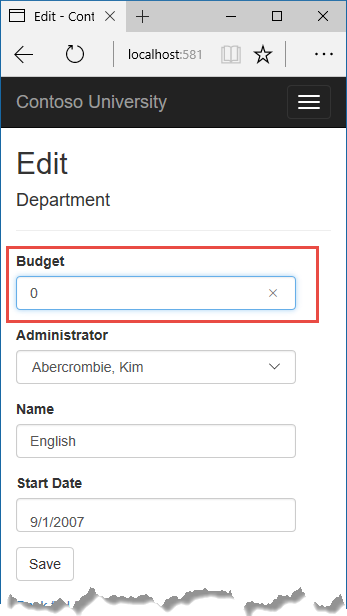 Edit - Cont
localhost:581
Contoso University
Edit
Department
Budget
0
Administrator
Abercrombie, Kim
Name
English
Start Date
9/1/2007
Save